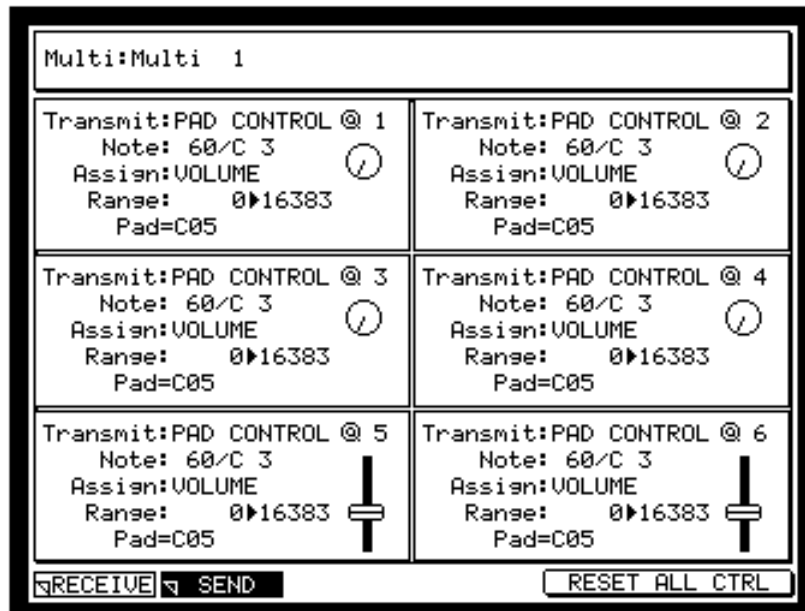 Multi:Multi 1
Transmit:PAD CONTROL @ 1
Note: 60/C 3
Assign:VOLUME
Range: 0▶16383
Pad=C05
Transmit:PAD CONTROL @ 2
Note: 60/C 3
Assign:VOLUME
Range: 0▶16383
Pad=C05
Transmit:PAD CONTROL @ 3
Note: 60/C 3
Assign:VOLUME
Range: 0▶16383
Pad=C05
Transmit:PAD CONTROL @ 4
Note: 60/C 3
Assign:VOLUME
Range: 0▶16383
Pad=C05
Transmit:PAD CONTROL @ 5
Note: 60/C 3
Assign:VOLUME
Range: 0▶16383
Pad=C05
Transmit:PAD CONTROL @ 6
Note: 60/C 3
Assign:VOLUME
Range: 0▶16383
Pad=C05
RECEIVE SEND RESET ALL CTRL